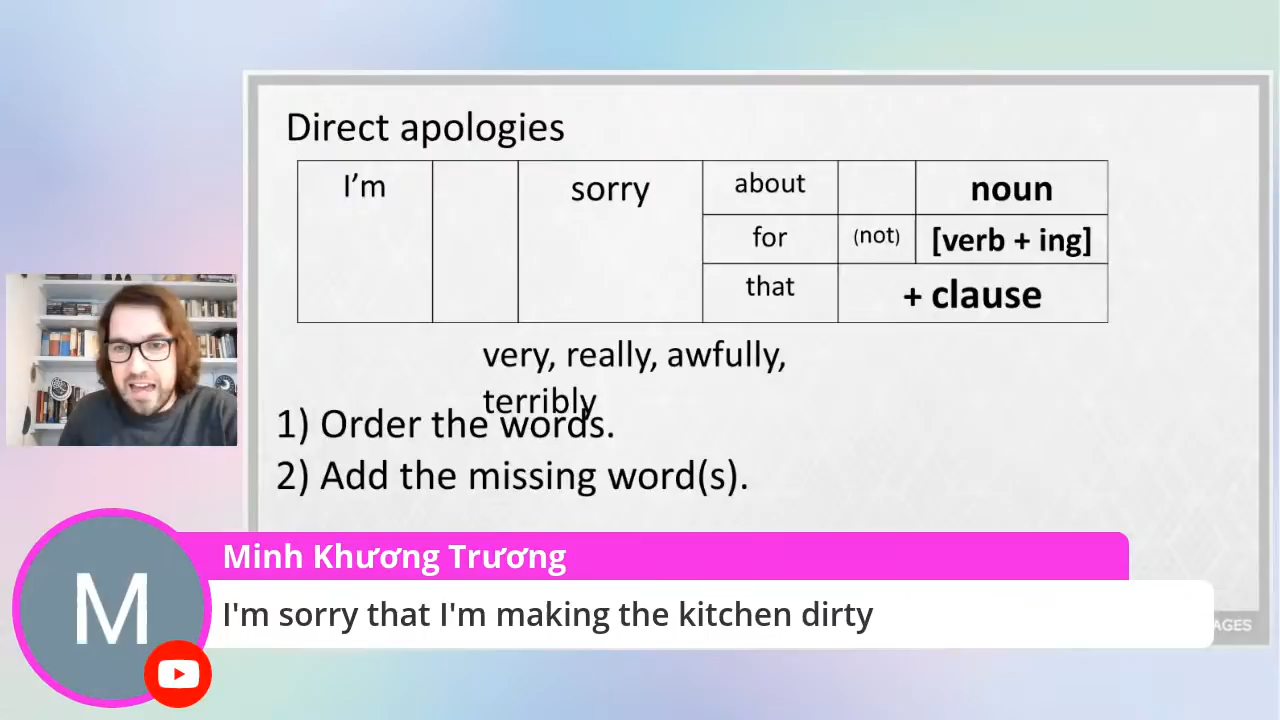 Direct apologies
I'm sorry about noun
for (not) [verb + ing]
that + clause
very, really, awfully,
terribly
1) Order the words.
2) Add the missing word(s).
Minh Khương Trương
M
I'm sorry that I'm making the kitchen dirty
AGES